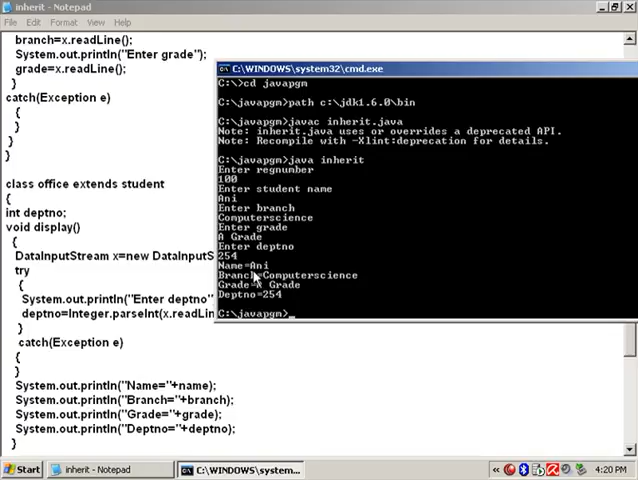 inherit - Notepad
File Edit Format View Help
branch=x.readLine();
System.out.println("Enter grade");
grade=x.readLine();
}
catch(Exception e)
{
}
}
}
class office extends student
{
int deptno;
void display()
{
DataInputStream x=new DataInputS
try
{
System.out.println("Enter deptno"
deptno=Integer.parseInt(x.readLin
}
catch(Exception e)
{
}
System.out.println("Name="+name);
System.out.println("Branch="+branch);
System.out.println("Grade="+grade);
System.out.println("Deptno="+deptno);
}
C:\WINDOWS\system32\cmd.exe
C:\>cd javapgm
C:\javapgm>path c:\jdk1.6.0\bin
C:\javapgm>javac inherit.java
Note: inherit.java uses or overrides a deprecated API.
Note: Recompile with -Xlint:deprecation for details.
C:\javapgm>java inherit
Enter regnumber
100
Enter student name
Ani
Enter branch
Computerscience
Enter grade
A Grade
Enter deptno
254
Name=Ani
Branch=Computerscience
Grade=A Grade
Deptno=254
C:\javapgm>_
Start
inherit - Notepad
C:\WINDOWS\system...
4:20 PM